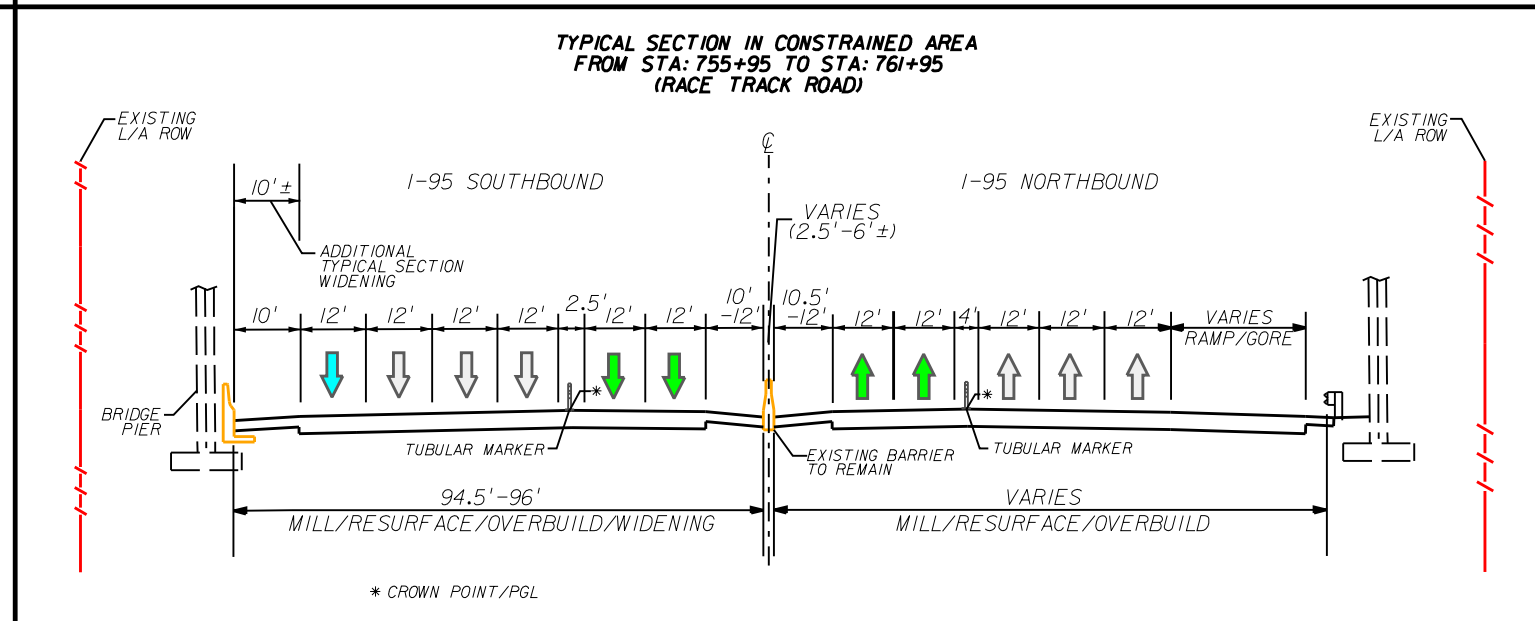 TYPICAL SECTION IN CONSTRAINED AREA
FROM STA: 755+95 TO STA: 761+95
(RACE TRACK ROAD)
EXISTING
L/A ROW
EXISTING
L/A ROW
℄
10'±
I-95 SOUTHBOUND
I-95 NORTHBOUND
VARIES
(2.5'-6'±)
ADDITIONAL
TYPICAL SECTION
WIDENING
10'
12'
12'
12'
12'
2.5'
12'
12'
10'
-12'
10.5'
-12'
12'
12'
4'
12'
12'
12'
VARIES
RAMP/GORE
*
*
BRIDGE
PIER
TUBULAR MARKER
EXISTING BARRIER
TO REMAIN
TUBULAR MARKER
94.5'-96'
MILL/RESURFACE/OVERBUILD/WIDENING
VARIES
MILL/RESURFACE/OVERBUILD
* CROWN POINT/PGL